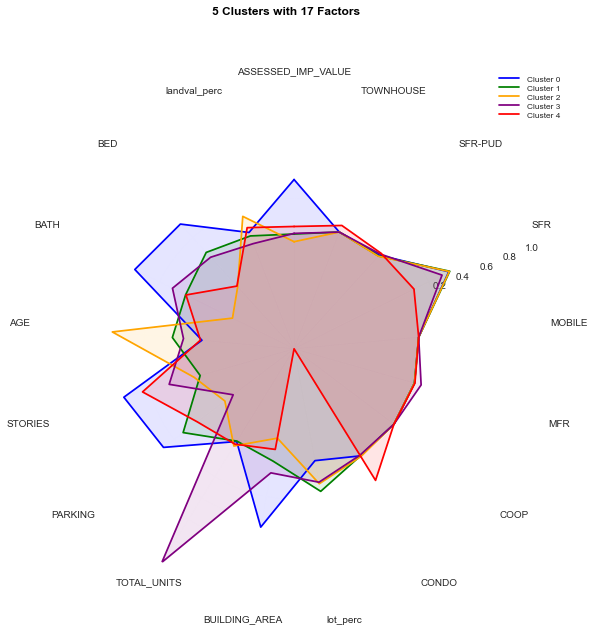 5 Clusters with 17 Factors
ASSESSED_IMP_VALUE
landval_perc
TOWNHOUSE
Cluster 0
Cluster 1
Cluster 2
Cluster 3
Cluster 4
BED
SFR-PUD
BATH
SFR
1.0
0.8
0.6
0.4
0.2
AGE
MOBILE
STORIES
MFR
PARKING
COOP
TOTAL_UNITS
CONDO
BUILDING_AREA
lot_perc